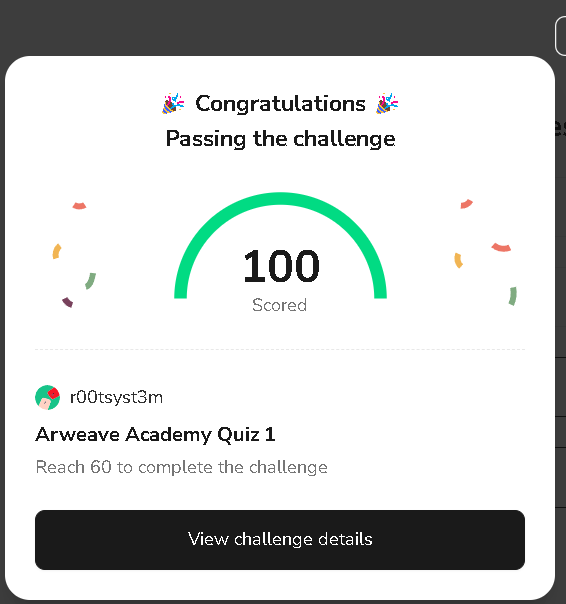 🎉 Congratulations 🎉
Passing the challenge
100
Scored
r00tsyst3m
Arweave Academy Quiz 1
Reach 60 to complete the challenge
View challenge details